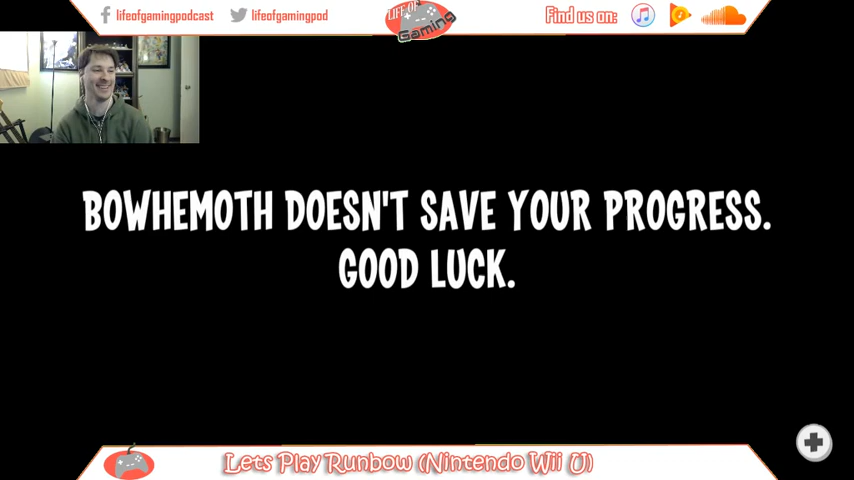 lifeofgamingpodcast
lifeofgamingpod
LIFE OF
Gaming
Find us on:
BOWHEMOTH DOESN'T SAVE YOUR PROGRESS.
GOOD LUCK.
Lets Play Runbow (Nintendo Wii U)